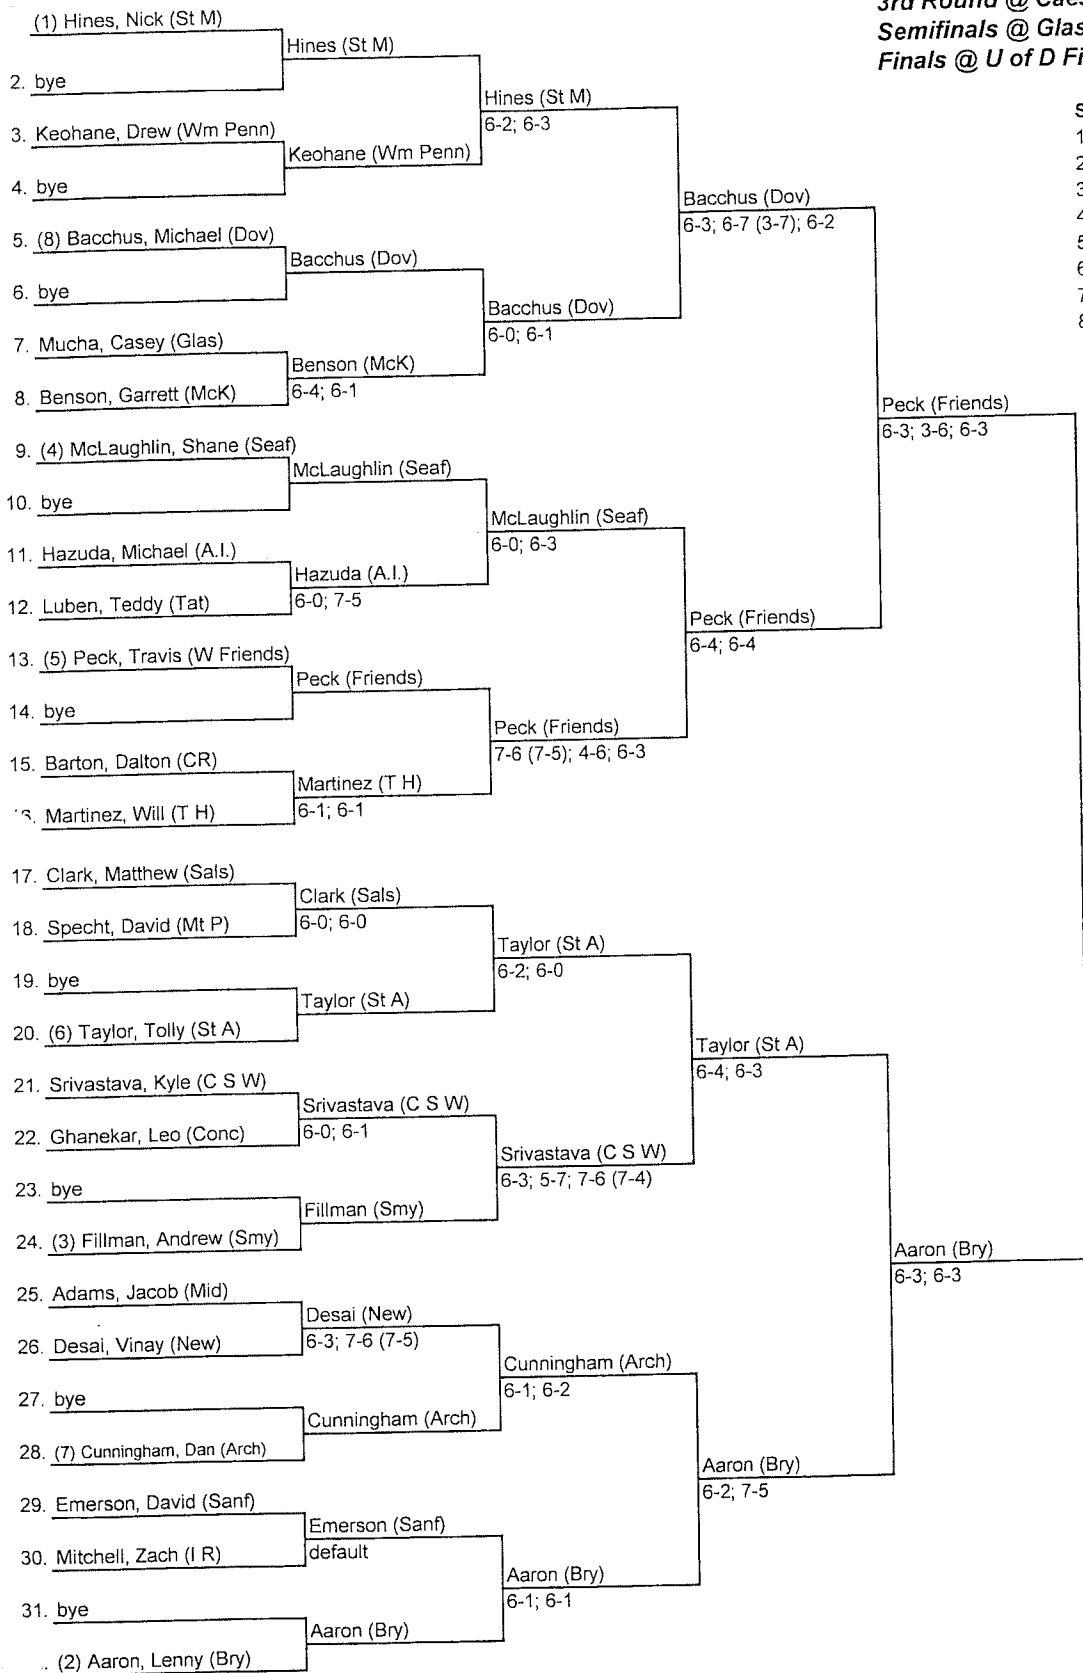 3rd Round @ Caes
Semifinals @ Glas
Finals @ U of D Fi
S
1
2
3
4
5
6
7
8
(1) Hines, Nick (St M)
2. bye
3. Keohane, Drew (Wm Penn)
4. bye
5. (8) Bacchus, Michael (Dov)
6. bye
7. Mucha, Casey (Glas)
8. Benson, Garrett (McK)
9. (4) McLaughlin, Shane (Seaf)
10. bye
11. Hazuda, Michael (A.I.)
12. Luben, Teddy (Tat)
13. (5) Peck, Travis (W Friends)
14. bye
15. Barton, Dalton (CR)
Martinez, Will (T H)
17. Clark, Matthew (Sals)
18. Specht, David (Mt P)
19. bye
20. (6) Taylor, Tolly (St A)
21. Srivastava, Kyle (C S W)
22. Ghanekar, Leo (Conc)
23. bye
24. (3) Fillman, Andrew (Smy)
25. Adams, Jacob (Mid)
26. Desai, Vinay (New)
27. bye
28. (7) Cunningham, Dan (Arch)
29. Emerson, David (Sanf)
30. Mitchell, Zach (I R)
31. bye
(2) Aaron, Lenny (Bry)
Hines (St M)
Keohane (Wm Penn)
Bacchus (Dov)
Benson (McK)
6-4; 6-1
McLaughlin (Seaf)
Hazuda (A.I.)
6-0; 7-5
Peck (Friends)
Martinez (T H)
6-1; 6-1
Clark (Sals)
6-0; 6-0
Taylor (St A)
Srivastava (C S W)
6-0; 6-1
Fillman (Smy)
Desai (New)
6-3; 7-6 (7-5)
Cunningham (Arch)
Emerson (Sanf)
default
Aaron (Bry)
Hines (St M)
6-2; 6-3
Bacchus (Dov)
6-0; 6-1
McLaughlin (Seaf)
6-0; 6-3
Peck (Friends)
7-6 (7-5); 4-6; 6-3
Taylor (St A)
6-2; 6-0
Srivastava (C S W)
6-3; 5-7; 7-6 (7-4)
Cunningham (Arch)
6-1; 6-2
Aaron (Bry)
6-1; 6-1
Bacchus (Dov)
6-3; 6-7 (3-7); 6-2
Peck (Friends)
6-4; 6-4
Taylor (St A)
6-4; 6-3
Aaron (Bry)
6-2; 7-5
Peck (Friends)
6-3; 3-6; 6-3
Aaron (Bry)
6-3; 6-3